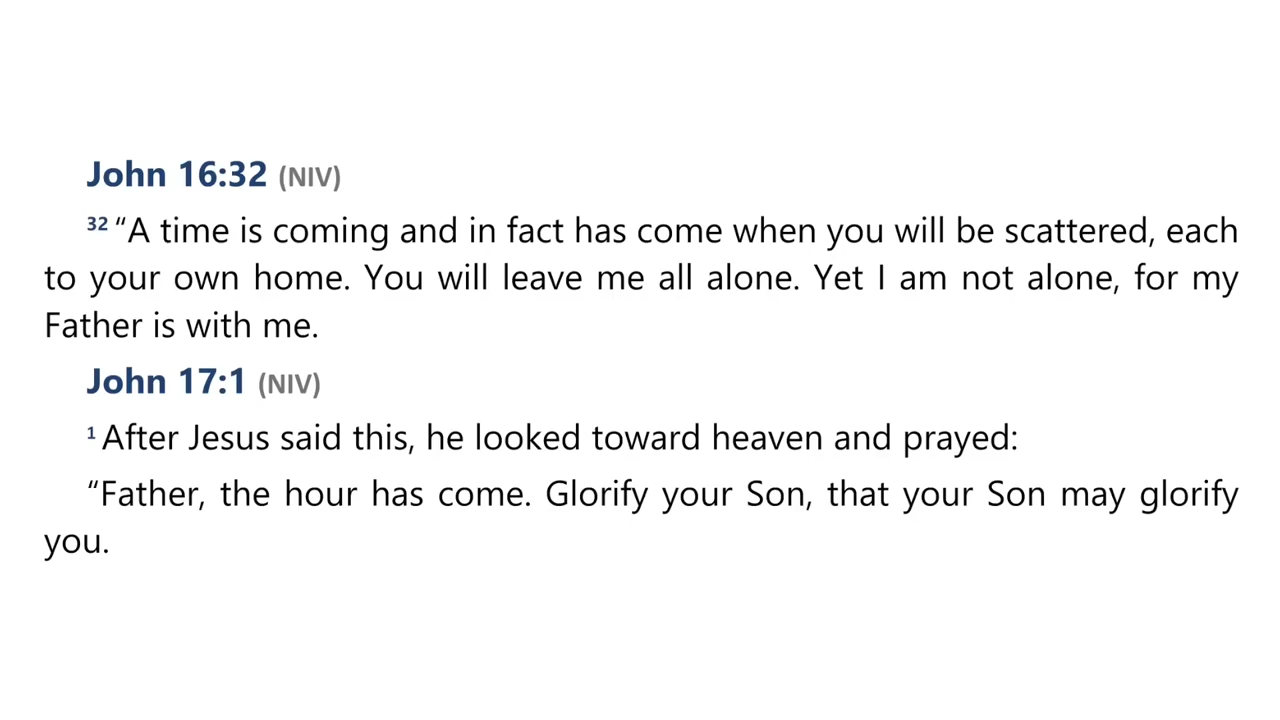 John 16:32 (NIV)
32 “A time is coming and in fact has come when you will be scattered, each
to your own home. You will leave me all alone. Yet I am not alone, for my
Father is with me.
John 17:1 (NIV)
1 After Jesus said this, he looked toward heaven and prayed:
“Father, the hour has come. Glorify your Son, that your Son may glorify
you.